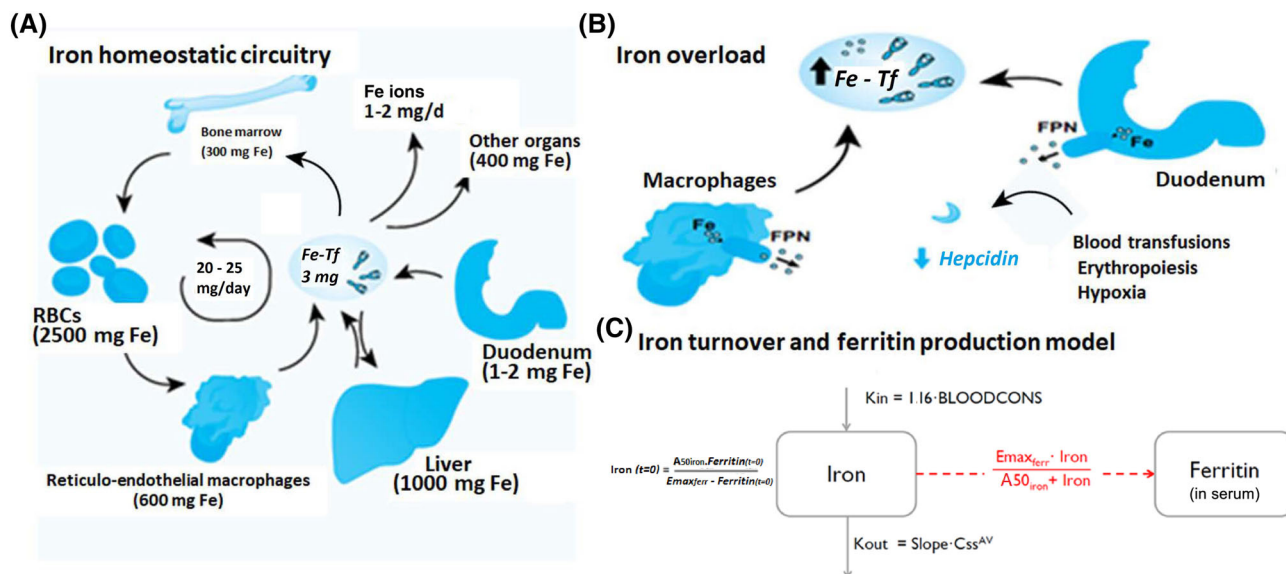 (A)
Iron homeostatic circuitry
Bone marrow
(300 mg Fe)
Fe ions
1-2 mg/d
Other organs
(400 mg Fe)
20 - 25
mg/day
Fe-Tf
3 mg
RBCs
(2500 mg Fe)
Duodenum
(1-2 mg Fe)
Reticulo-endothelial macrophages
(600 mg Fe)
Liver
(1000 mg Fe)
(B)
Iron overload
Fe - Tf
FPN
Fe
Duodenum
Macrophages
Fe
FPN
Hepcidin
Blood transfusions
Erythropoiesis
Hypoxia
(C)
Iron turnover and ferritin production model
Kin = 1.16·BLOODCONS
Iron (t=0) = A50iron.Ferritin(t=0)
Emaxferr - Ferritin(t=0)
Iron
Emaxferr · Iron
A50iron + Iron
Ferritin
(in serum)
Kout = Slope·CssAV